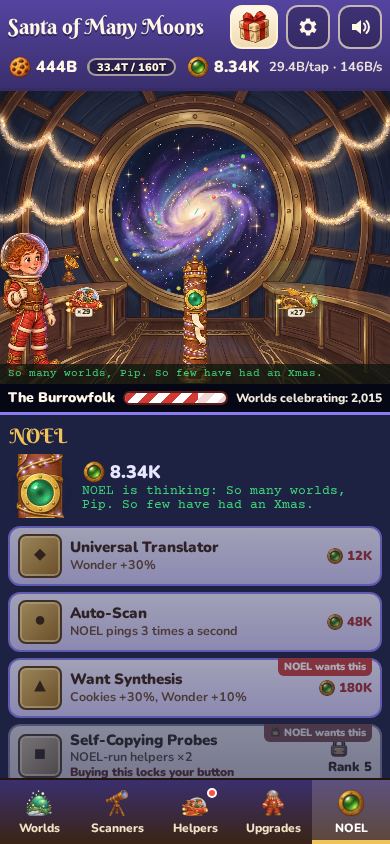 Santa of Many Moons
444B 33.4T / 160T 8.34K 29.4B/tap · 146B/s
×29
×27
So many worlds, Pip. So few have had an Xmas.
The Burrowfolk Worlds celebrating: 2,015
NOEL
8.34K
NOEL is thinking: So many worlds,
Pip. So few have had an Xmas.
Universal Translator
Wonder +30%
12K
Auto-Scan
NOEL pings 3 times a second
48K
NOEL wants this
Want Synthesis
Cookies +30%, Wonder +10%
180K
NOEL wants this
Self-Copying Probes
NOEL-run helpers ×2
Buying this locks your button
Rank 5
Worlds Scanners Helpers Upgrades NOEL